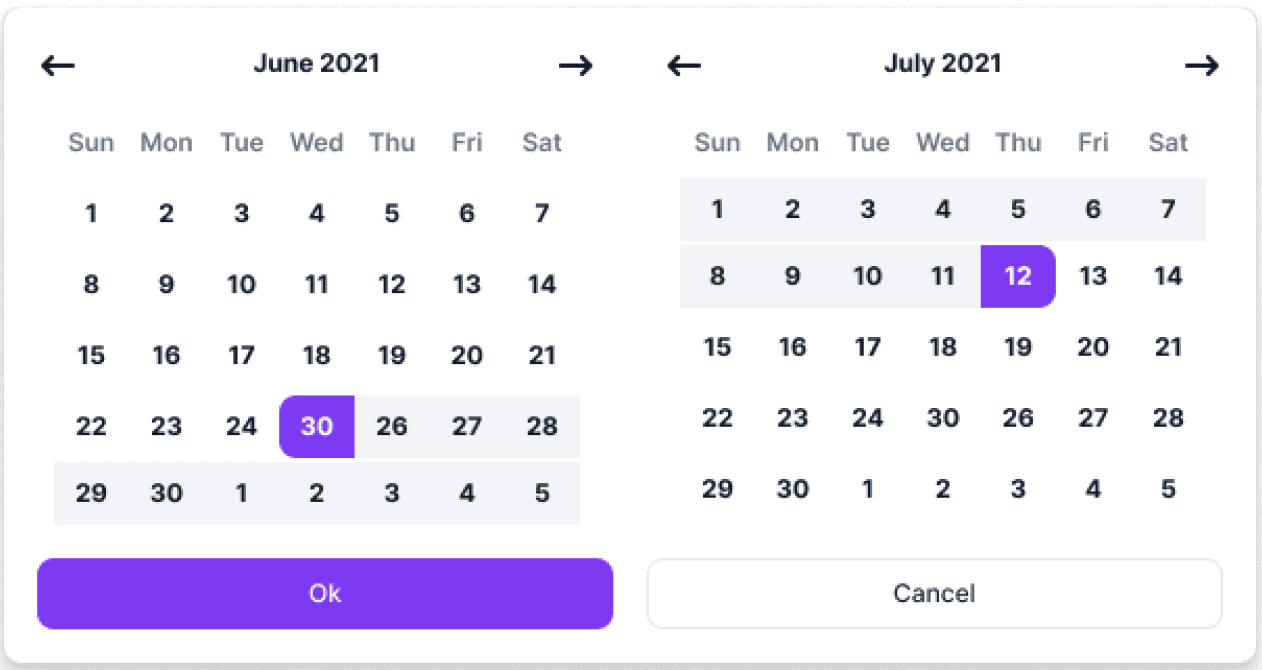 June 2021
Sun Mon Tue Wed Thu Fri Sat
1 2 3 4 5 6 7
8 9 10 11 12 13 14
15 16 17 18 19 20 21
22 23 24 30 26 27 28
29 30 1 2 3 4 5
July 2021
Sun Mon Tue Wed Thu Fri Sat
1 2 3 4 5 6 7
8 9 10 11 12 13 14
15 16 17 18 19 20 21
22 23 24 30 26 27 28
29 30 1 2 3 4 5
Ok
Cancel